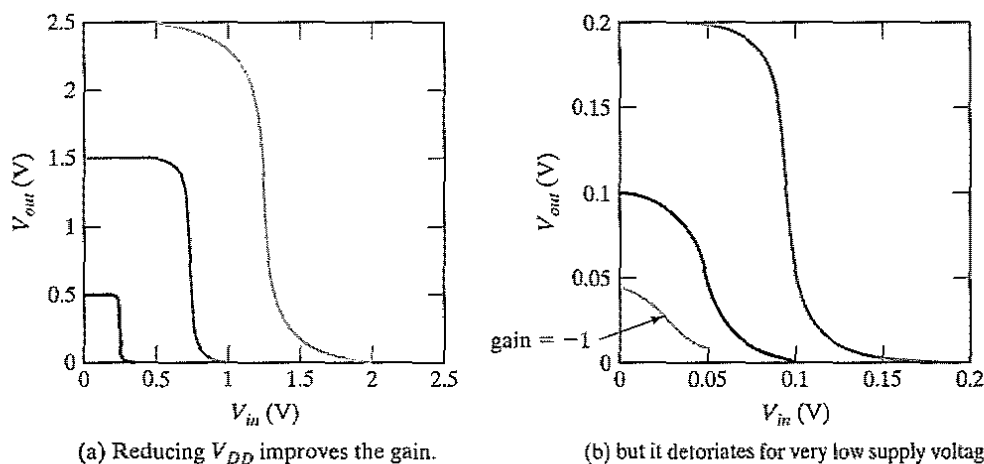 2.5
2
1.5
1
0.5
0
V_out (V)
0 0.5 1 1.5 2 2.5
V_in (V)
(a) Reducing V_DD improves the gain.
0.2
0.15
0.1
0.05
0
V_out (V)
gain = −1
0 0.05 0.1 0.15 0.2
V_in (V)
(b) but it detoriates for very low supply voltag